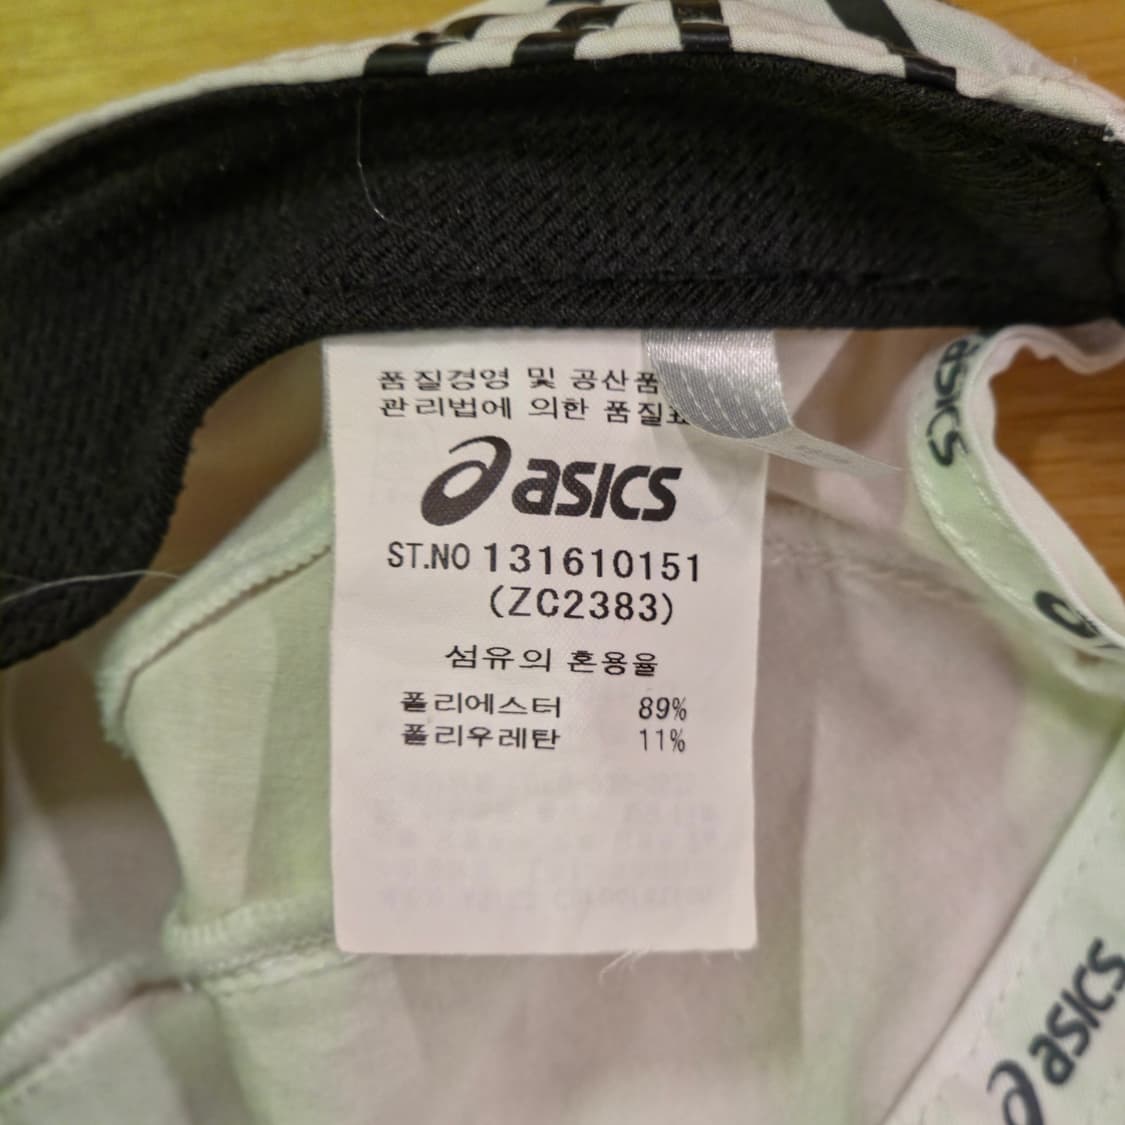 품질경영 및 공산품
관리법에 의한 품질표
asics
ST.NO 131610151
(ZC2383)
섬유의 혼용율
폴리에스터 89%
폴리우레탄 11%
asics
asics